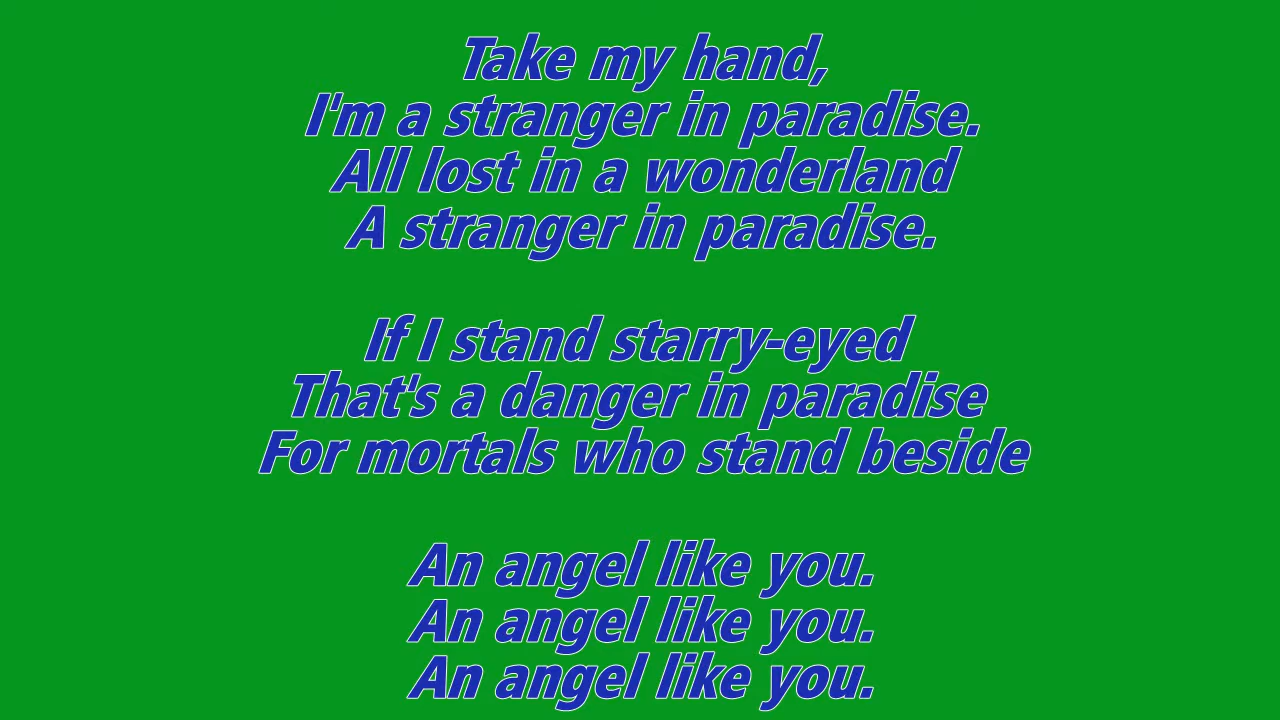 Take my hand,
I'm a stranger in paradise.
All lost in a wonderland
A stranger in paradise.
If I stand starry-eyed
That's a danger in paradise
For mortals who stand beside
An angel like you.
An angel like you.
An angel like you.